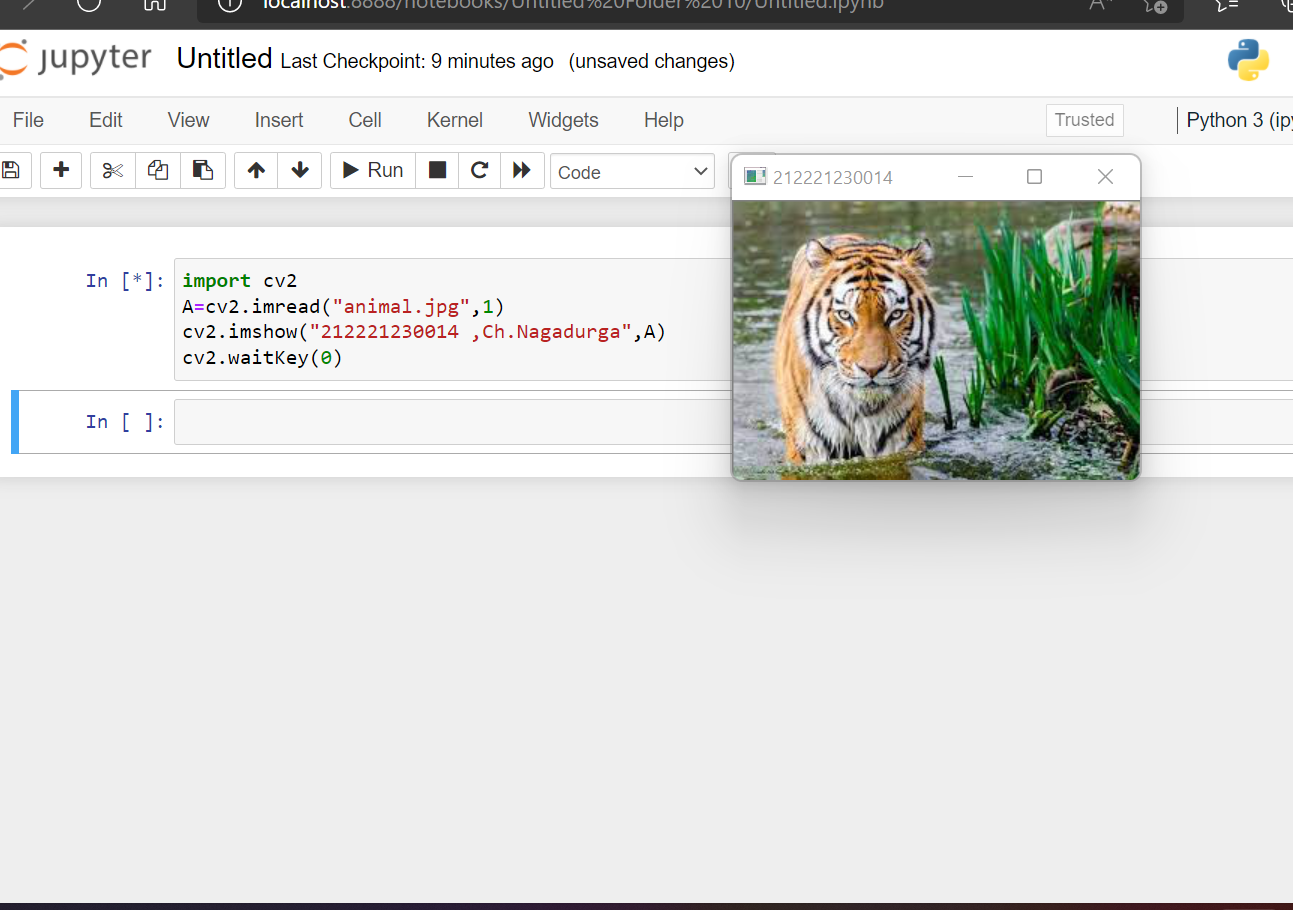 localhost:8888/notebooks/Untitled%20Folder%2010/Untitled.ipynb
jupyter Untitled Last Checkpoint: 9 minutes ago (unsaved changes)
File Edit View Insert Cell Kernel Widgets Help Trusted Python 3 (ipy
Run Code
212221230014
In [*]: import cv2
A=cv2.imread("animal.jpg",1)
cv2.imshow("212221230014 ,Ch.Nagadurga",A)
cv2.waitKey(0)
In [ ]: